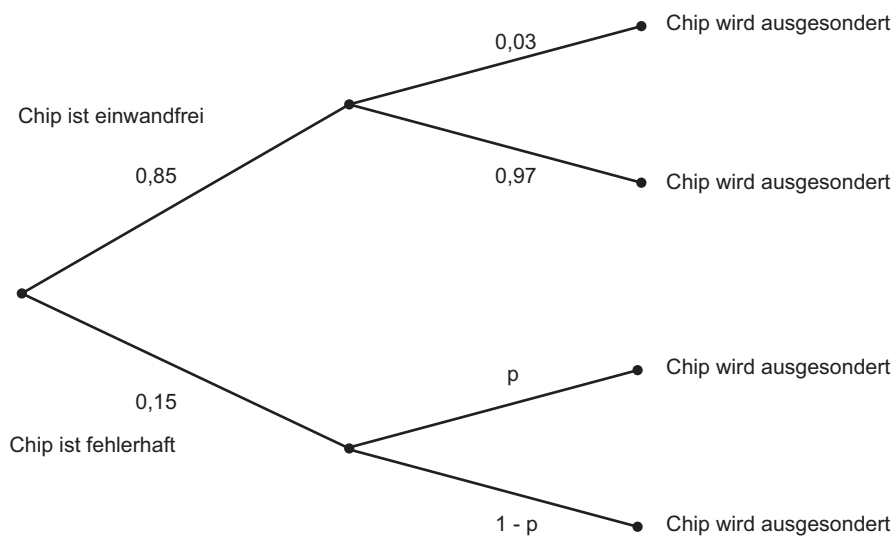 Chip wird ausgesondert
0,03
Chip ist einwandfrei
0,85
0,97
Chip wird ausgesondert
p
Chip wird ausgesondert
0,15
Chip ist fehlerhaft
1 - p
Chip wird ausgesondert